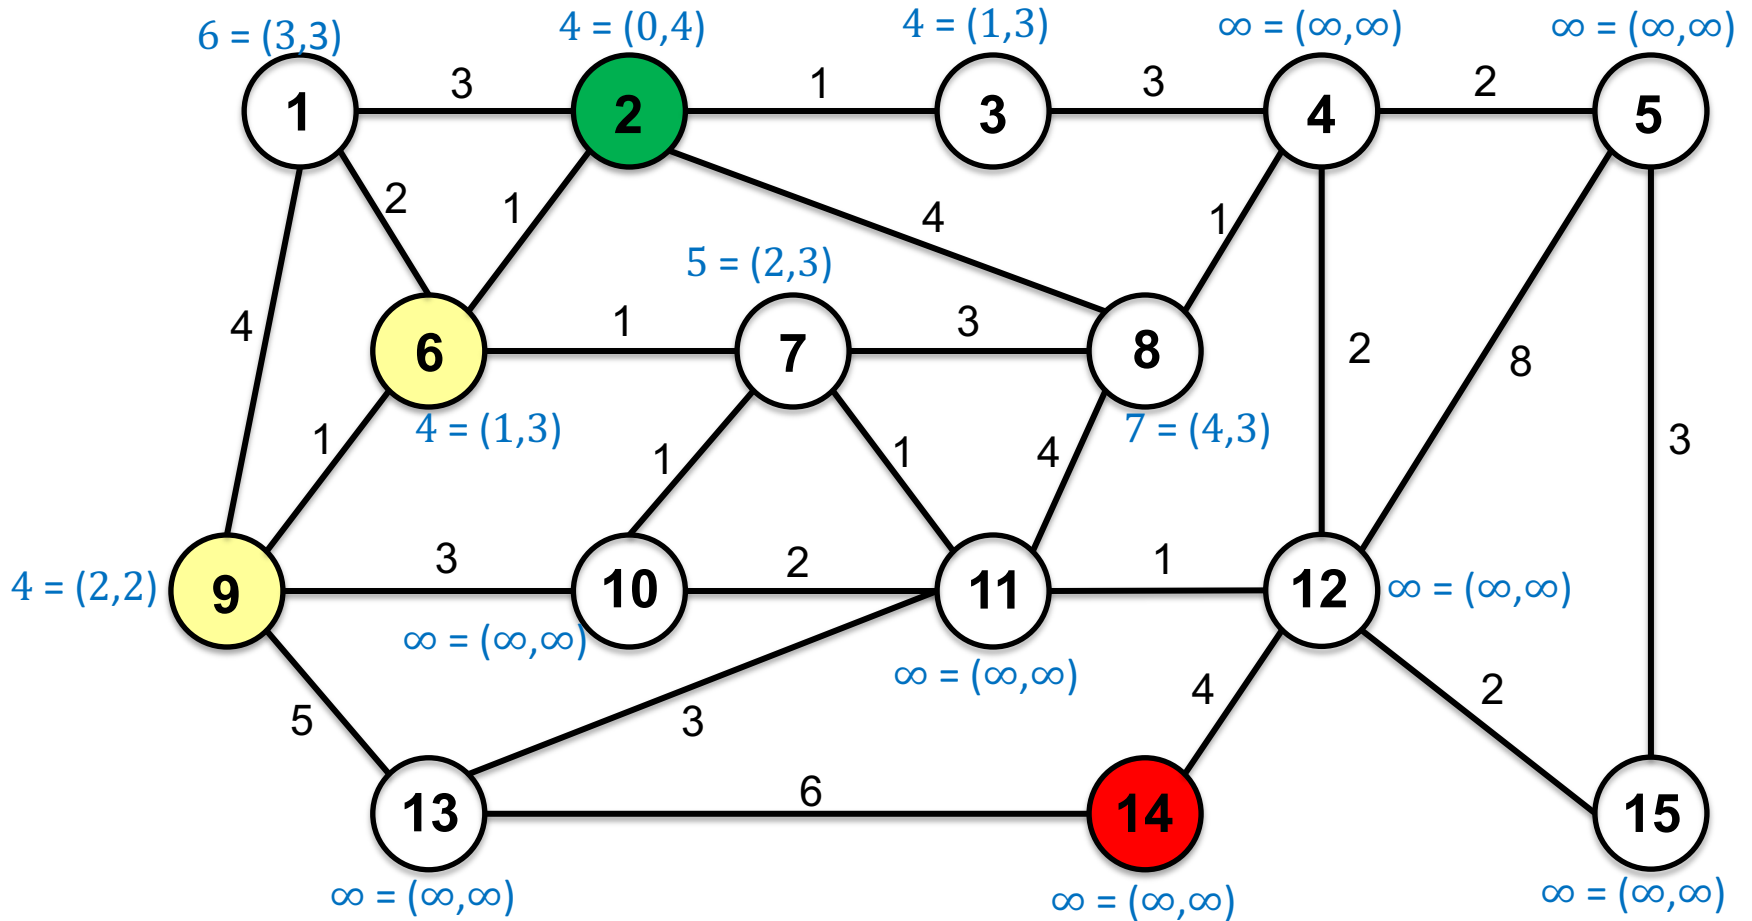 6 = (3,3)
4 = (0,4)
4 = (1,3)
∞ = (∞,∞)
∞ = (∞,∞)
1
3
2
1
3
3
4
2
5
2
1
4
1
5 = (2,3)
4
6
1
7
3
8
2
8
4 = (1,3)
7 = (4,3)
1
1
1
4
3
4 = (2,2)
9
3
10
2
11
1
12
∞ = (∞,∞)
∞ = (∞,∞)
∞ = (∞,∞)
5
3
4
2
13
6
14
15
∞ = (∞,∞)
∞ = (∞,∞)
∞ = (∞,∞)